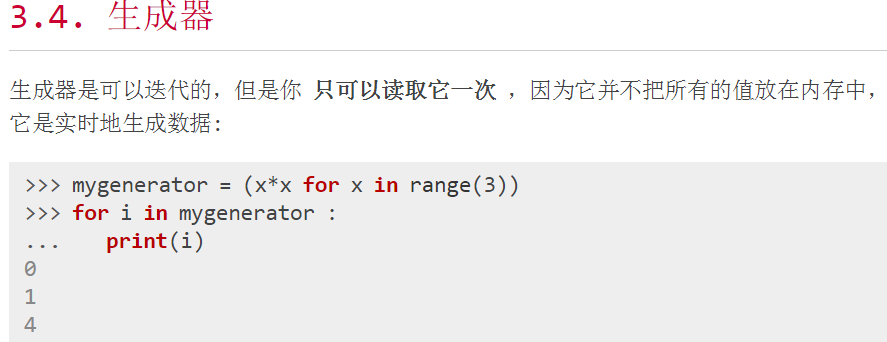 3.4. 生成器
生成器是可以迭代的，但是你 只可以读取它一次 ，因为它并不把所有的值放在内存中，
它是实时地生成数据:
>>> mygenerator = (x*x for x in range(3))
>>> for i in mygenerator :
...    print(i)
0
1
4